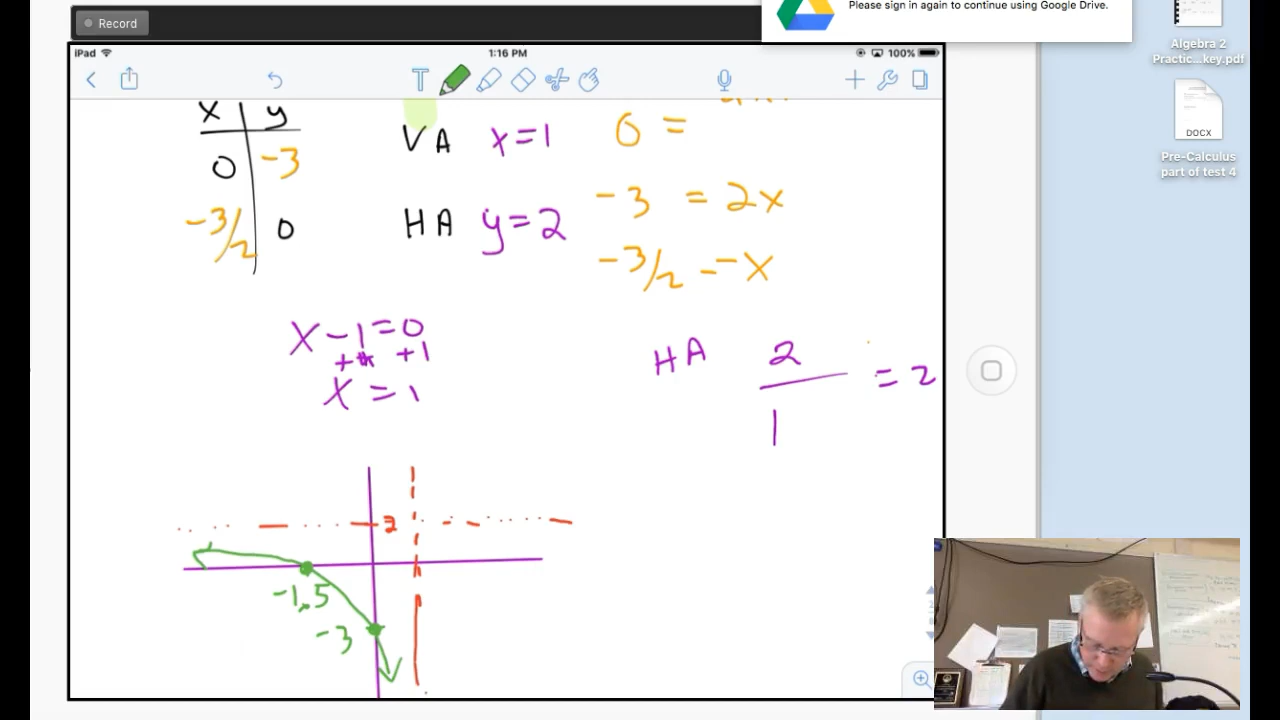 Record
Please sign in again to continue using Google Drive.
iPad
1:16 PM
100%
T
x y
0 -3
-3/2 0
VA x=1
HA y=2
0 =
-3 = 2x
-3/2 = x
x-1=0
+1 +1
x=1
HA 2
1
= 2
2
-1.5
-3
Algebra 2
Practic...key.pdf
DOCX
Pre-Calculus
part of test 4